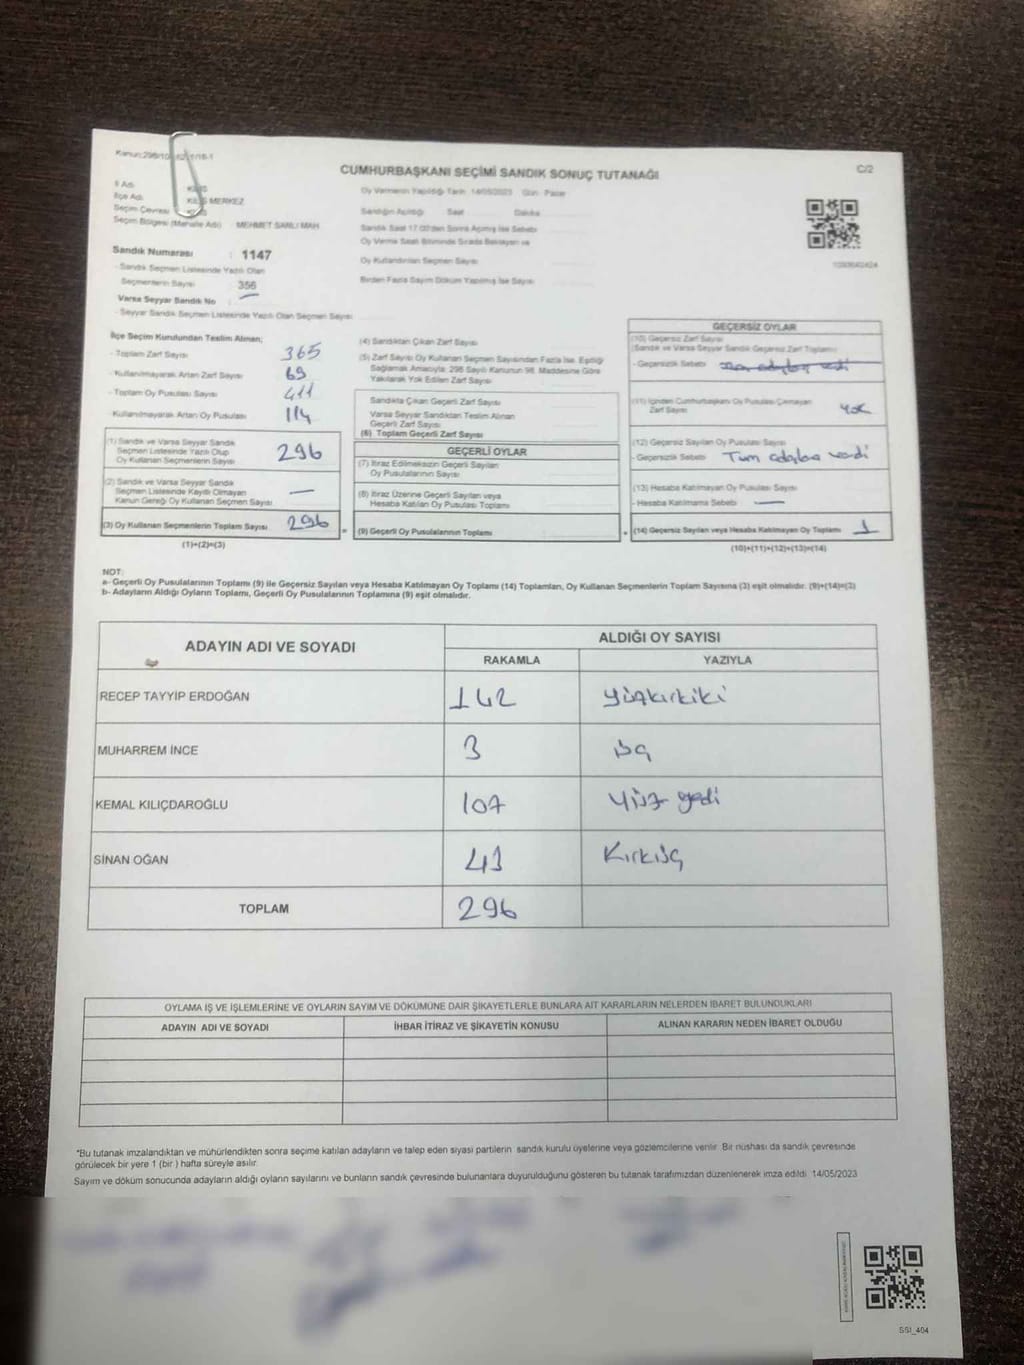 CUMHURBAŞKANI SEÇİMİ SANDIK SONUÇ TUTANAĞI
C/2
İl Adı
İlçe Adı KİLİS MERKEZ
Seçim Çevresi
Seçim Bölgesi (Mahalle Adı) : MEHMET SANLI MAH
Sandık Numarası : 1147
- Sandık Seçmen Listesinde Yazılı Olan
Seçmenlerin Sayısı : 356
Varsa Seyyar Sandık No : —
- Seyyar Sandık Seçmen Listesinde Yazılı Olan Seçmen Sayısı
Oy Vermenin Yapıldığı Tarih 14/05/2023 Gün: Pazar
Sandığın Açıldığı Saat Dakika
Sandık Saat 17.00'den Sonra Açılmış İse Sebebi
Oy Verme Saati Bitiminde Sırada Bekleyen ve
Oy Kullandırılan Seçmen Sayısı
Birden Fazla Sayım Döküm Yapılmış İse Sayısı
İlçe Seçim Kurulundan Teslim Alınan;
- Toplam Zarf Sayısı 365
- Kullanılmayarak Artan Zarf Sayısı 69
- Toplam Oy Pusulası Sayısı 411
- Kullanılmayarak Artan Oy Pusulası 114
(1) Sandık ve Varsa Seyyar Sandık
Seçmen Listesinde Yazılı Olup
Oy Kullanan Seçmenlerin Sayısı 296
(2) Sandık ve Varsa Seyyar Sandık
Seçmen Listesinde Kayıtlı Olmayan
Kanun Gereği Oy Kullanan Seçmen Sayısı —
(3) Oy Kullanan Seçmenlerin Toplam Sayısı 296 =
(1)+(2)=(3)
(4) Sandıktan Çıkan Zarf Sayısı
(5) Zarf Sayısı Oy Kullanan Seçmen Sayısından Fazla İse, Eşitliği
Sağlamak Amacıyla, 298 Sayılı Kanunun 98. Maddesine Göre
Yakılarak Yok Edilen Zarf Sayısı
Sandıkta Çıkan Geçerli Zarf Sayısı
Varsa Seyyar Sandıktan Teslim Alınan
Geçerli Zarf Sayısı
(6) Toplam Geçerli Zarf Sayısı
GEÇERLİ OYLAR
(7) İtiraz Edilmeksizin Geçerli Sayılan
Oy Pusulalarının Sayısı
(8) İtiraz Üzerine Geçerli Sayılan veya
Hesaba Katılan Oy Pusulası Toplamı
(9) Geçerli Oy Pusulalarının Toplamı +
GEÇERSİZ OYLAR
(10) Geçersiz Zarf Sayısı
(Sandık ve Varsa Seyyar Sandık Geçersiz Zarf Toplamı)
- Geçersizlik Sebebi
(11) İçinden Cumhurbaşkanı Oy Pusulası Çıkmayan
Zarf Sayısı Yok
(12) Geçersiz Sayılan Oy Pusulası Sayısı
- Geçersizlik Sebebi Tüm adaylara verdi
(13) Hesaba Katılmayan Oy Pusulası Sayısı
- Hesaba Katılmama Sebebi —
(14) Geçersiz Sayılan veya Hesaba Katılmayan Oy Toplamı 1
(10)+(11)+(12)+(13)=(14)
NOT:
a- Geçerli Oy Pusulalarının Toplamı (9) ile Geçersiz Sayılan veya Hesaba Katılmayan Oy Toplamı (14) Toplamları, Oy Kullanan Seçmenlerin Toplam Sayısına (3) eşit olmalıdır. (9)+(14)=(3)
b- Adayların Aldığı Oyların Toplamı, Geçerli Oy Pusulalarının Toplamına (9) eşit olmalıdır.
ADAYIN ADI VE SOYADI
ALDIĞI OY SAYISI
RAKAMLA YAZIYLA
RECEP TAYYİP ERDOĞAN 142 yüzkırkiki
MUHARREM İNCE 3 üç
KEMAL KILIÇDAROĞLU 107 yüz yedi
SİNAN OĞAN 43 Kırküç
TOPLAM 296
OYLAMA İŞ VE İŞLEMLERİNE VE OYLARIN SAYIM VE DÖKÜMÜNE DAİR ŞİKAYETLERLE BUNLARA AİT KARARLARIN NELERDEN İBARET BULUNDUKLARI
ADAYIN ADI VE SOYADI İHBAR İTİRAZ VE ŞİKAYETİN KONUSU ALINAN KARARIN NEDEN İBARET OLDUĞU
*Bu tutanak imzalandıktan ve mühürlendikten sonra seçime katılan adayların ve talep eden siyasi partilerin sandık kurulu üyelerine veya gözlemcilerine verilir. Bir nüshası da sandık çevresinde
görülecek bir yere 1 (bir ) hafta süreyle asılır.
Sayım ve döküm sonucunda adayların aldığı oyların sayılarını ve bunların sandık çevresinde bulunanlara duyurulduğunu gösteren bu tutanak tarafımızdan düzenlenerek imza edildi. 14/05/2023
SSI_404